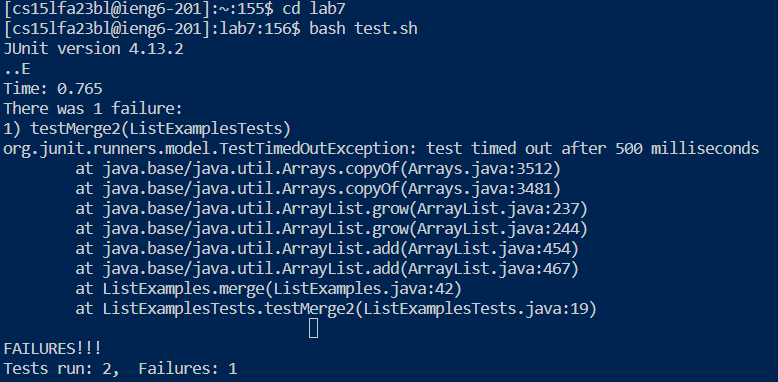 [cs15lfa23bl@ieng6-201]:~:155$ cd lab7
[cs15lfa23bl@ieng6-201]:lab7:156$ bash test.sh
JUnit version 4.13.2
..E
Time: 0.765
There was 1 failure:
1) testMerge2(ListExamplesTests)
org.junit.runners.model.TestTimedOutException: test timed out after 500 milliseconds
        at java.base/java.util.Arrays.copyOf(Arrays.java:3512)
        at java.base/java.util.Arrays.copyOf(Arrays.java:3481)
        at java.base/java.util.ArrayList.grow(ArrayList.java:237)
        at java.base/java.util.ArrayList.grow(ArrayList.java:244)
        at java.base/java.util.ArrayList.add(ArrayList.java:454)
        at java.base/java.util.ArrayList.add(ArrayList.java:467)
        at ListExamples.merge(ListExamples.java:42)
        at ListExamplesTests.testMerge2(ListExamplesTests.java:19)
FAILURES!!!
Tests run: 2,  Failures: 1